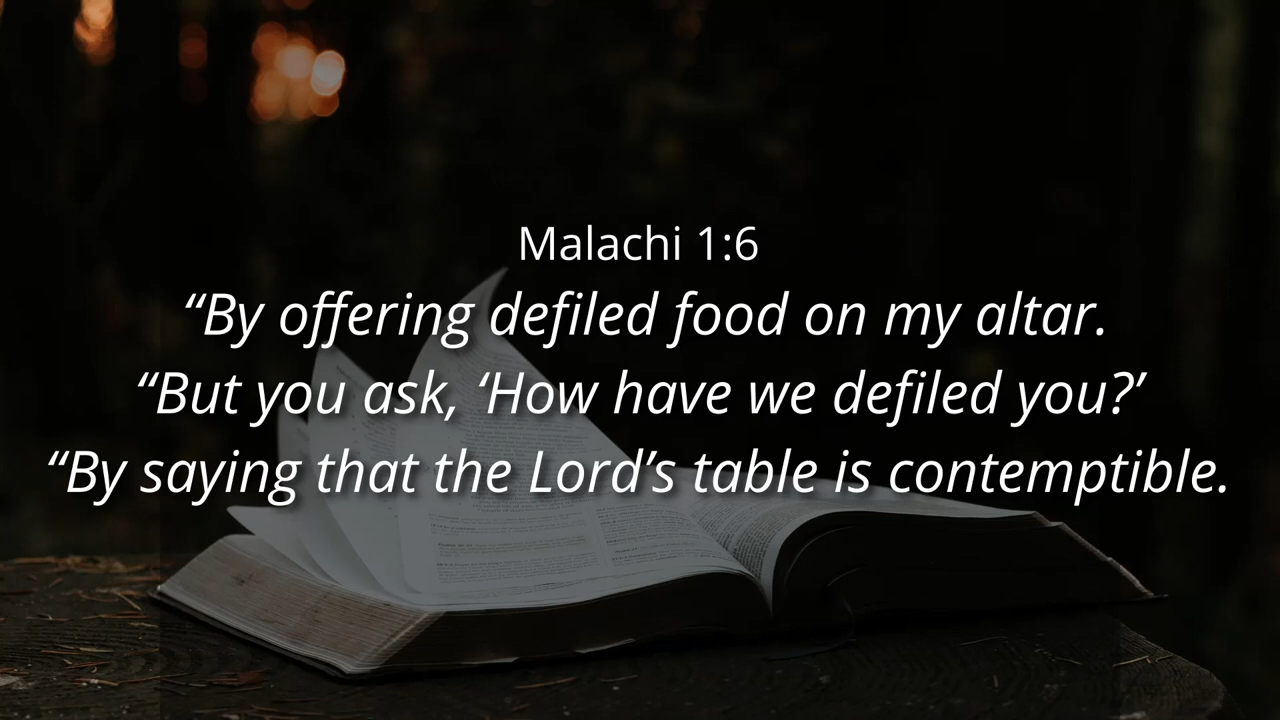 Malachi 1:6
“By offering defiled food on my altar.
“But you ask, ‘How have we defiled you?’
“By saying that the Lord’s table is contemptible.